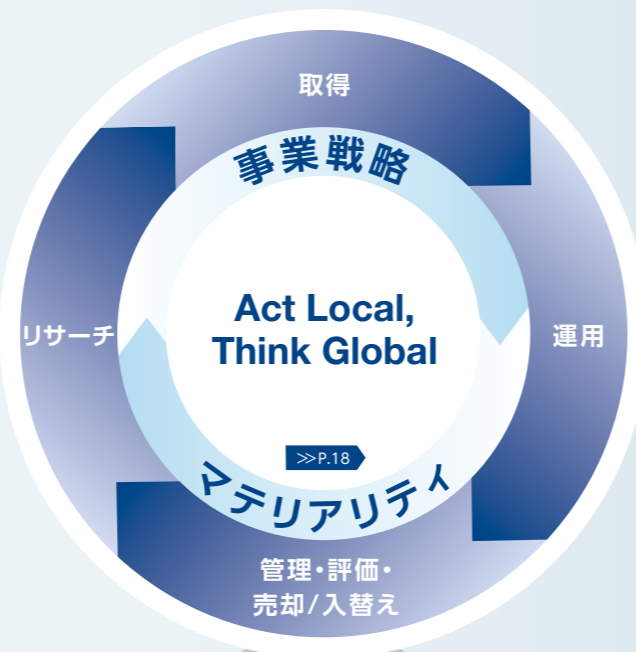 取得
事業戦略
Act Local,
Think Global
リサーチ
運用
>>P.18
マテリアリティ
管理・評価・
売却/入替え